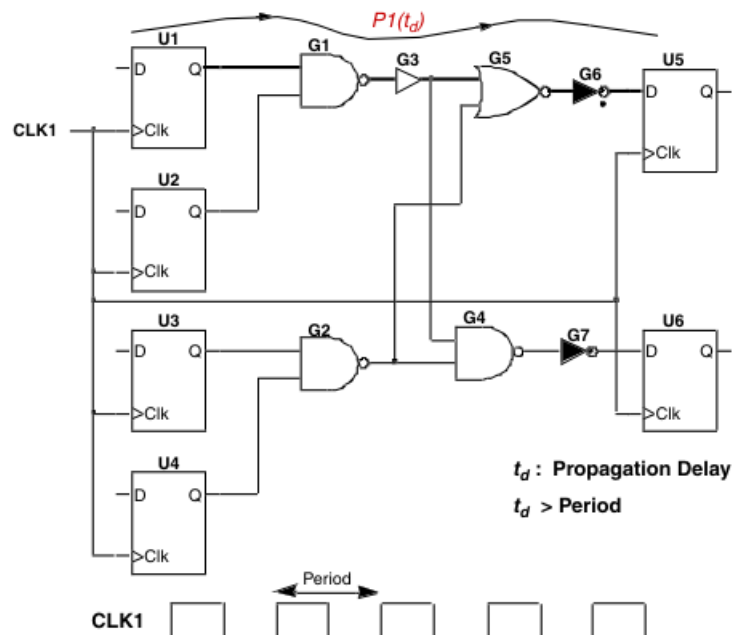 P1(td)
U1
G1
G3
G5
G6
U5
D Q
D Q
CLK1
>Clk
>Clk
U2
D Q
>Clk
U3
G2
G4
G7
U6
D Q
D Q
>Clk
>Clk
U4
D Q
>Clk
td : Propagation Delay
td > Period
Period
CLK1